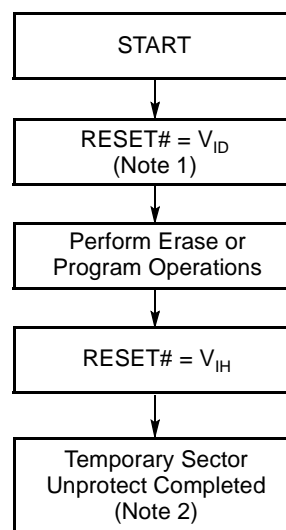 START
RESET# = VID
(Note 1)
Perform Erase or
Program Operations
RESET# = VIH
Temporary Sector
Unprotect Completed
(Note 2)